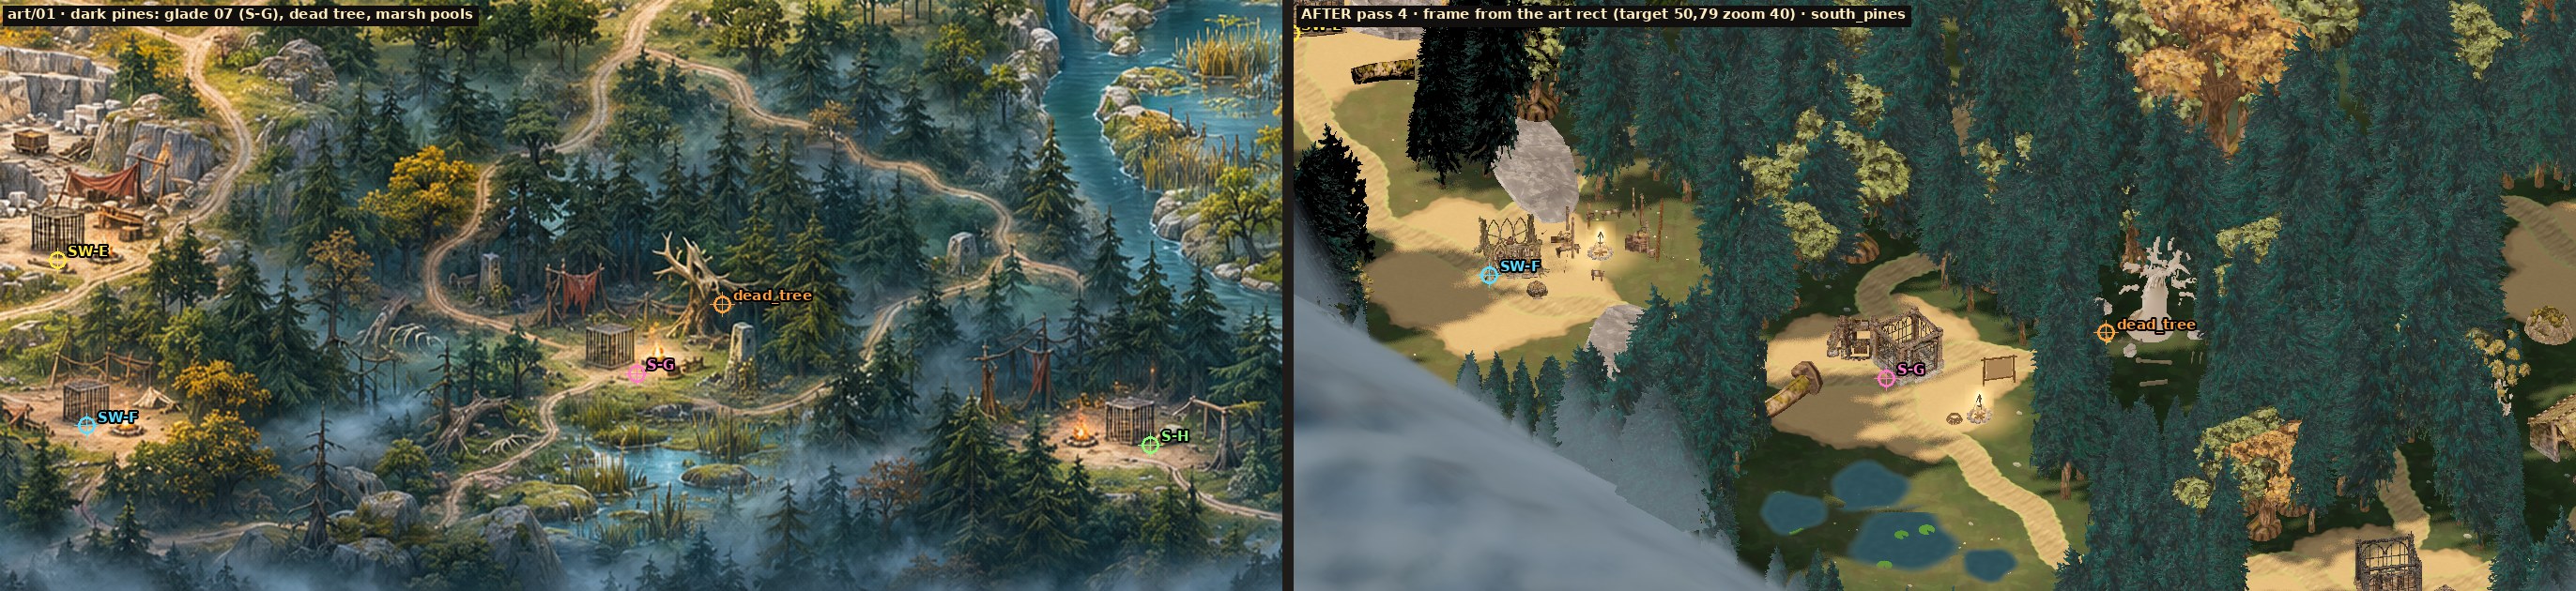 art/01 · dark pines: glade 07 (S-G), dead tree, marsh pools
SW-E
dead_tree
S-G
SW-F
S-H
AFTER pass 4 · frame from the art rect (target 50,79 zoom 40) · south_pines
SW-E
SW-F
dead_tree
S-G